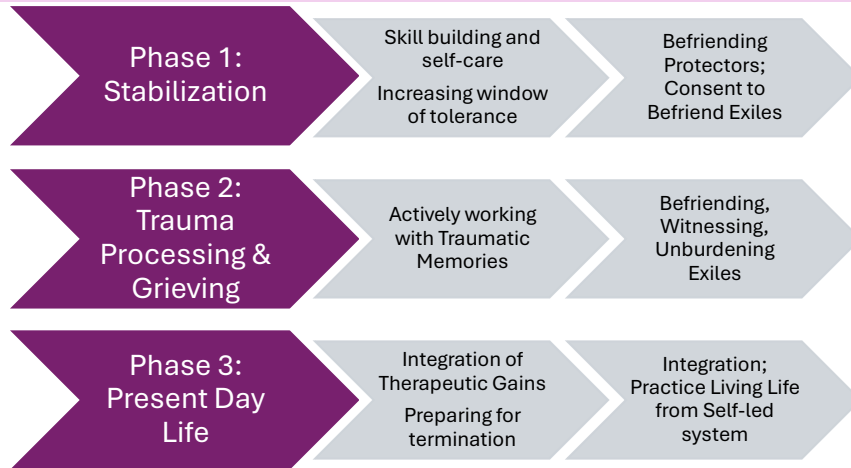 Phase 1:
Stabilization
Skill building and
self-care
Increasing window
of tolerance
Befriending
Protectors;
Consent to
Befriend Exiles
Phase 2:
Trauma
Processing &
Grieving
Actively working
with Traumatic
Memories
Befriending,
Witnessing,
Unburdening
Exiles
Phase 3:
Present Day
Life
Integration of
Therapeutic Gains
Preparing for
termination
Integration;
Practice Living Life
from Self-led
system